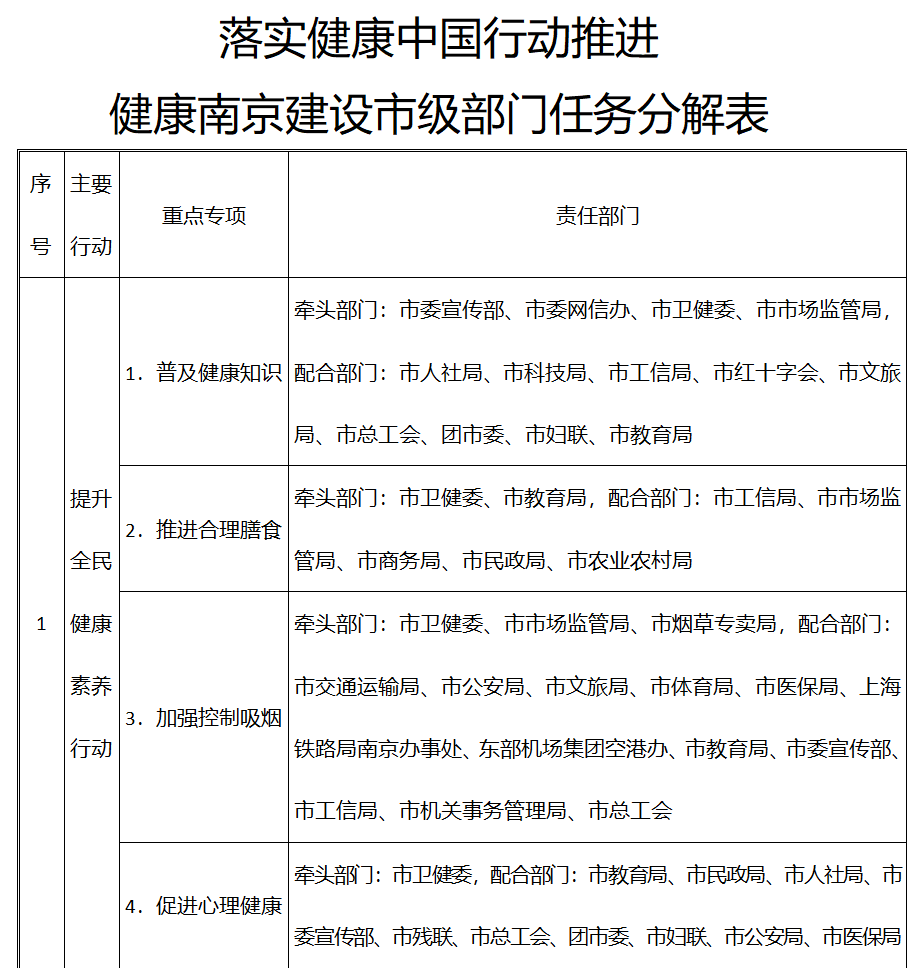 落实健康中国行动推进
健康南京建设市级部门任务分解表
序号
主要行动
重点专项
责任部门
1
提升
全民
健康
素养
行动
1．普及健康知识
牵头部门：市委宣传部、市委网信办、市卫健委、市市场监管局，
配合部门：市人社局、市科技局、市工信局、市红十字会、市文旅
局、市总工会、团市委、市妇联、市教育局
2．推进合理膳食
牵头部门：市卫健委、市教育局，配合部门：市工信局、市市场监
管局、市商务局、市民政局、市农业农村局
3．加强控制吸烟
牵头部门：市卫健委、市市场监管局、市烟草专卖局，配合部门：
市交通运输局、市公安局、市文旅局、市体育局、市医保局、上海
铁路局南京办事处、东部机场集团空港办、市教育局、市委宣传部、
市工信局、市机关事务管理局、市总工会
4．促进心理健康
牵头部门：市卫健委，配合部门：市教育局、市民政局、市人社局、市
委宣传部、市残联、市总工会、团市委、市妇联、市公安局、市医保局